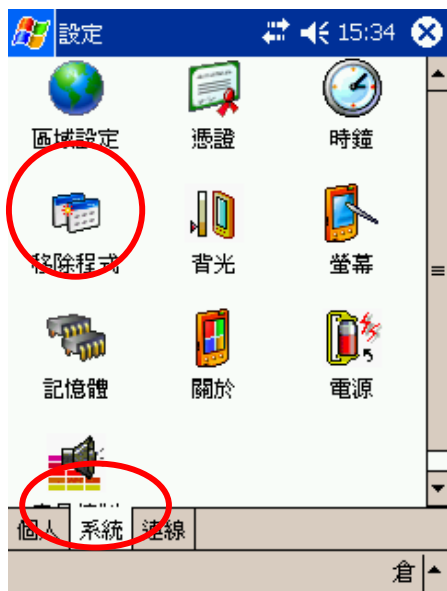 設定 15:34
區域設定 憑證 時鐘
移除程式 背光 螢幕
記憶體 關於 電源
個人 系統 連線
倉